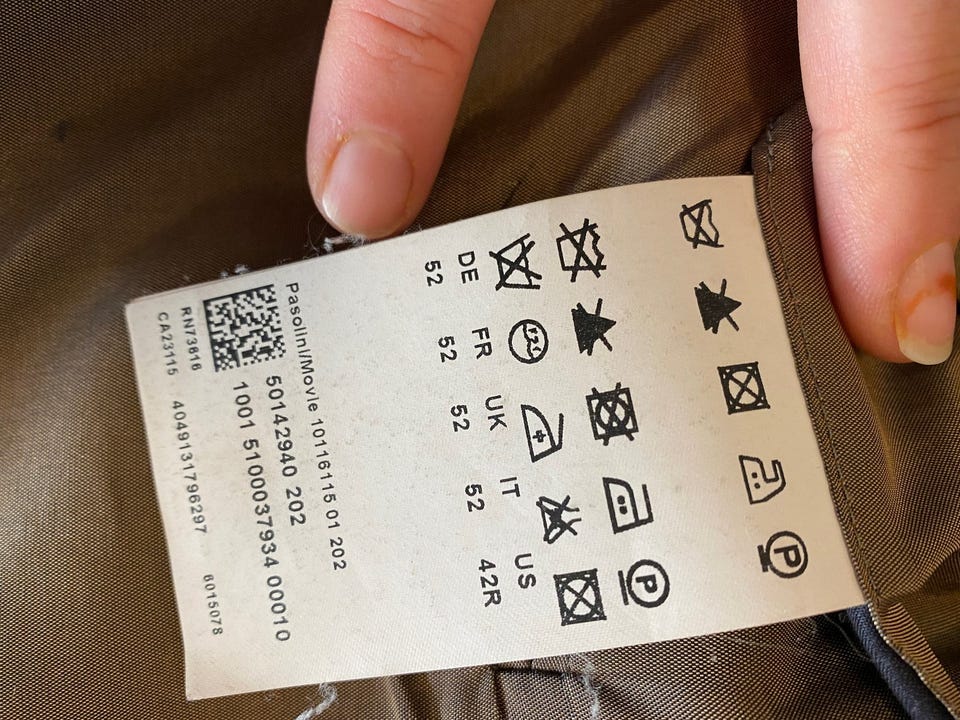 P
P
DE FR UK IT US
52 52 52 52 42R
Pasolini/Movie 10116115 01 202
50142940 202
1001 5100037934 00010
RN73616
CA23115 4049131796297 6015078